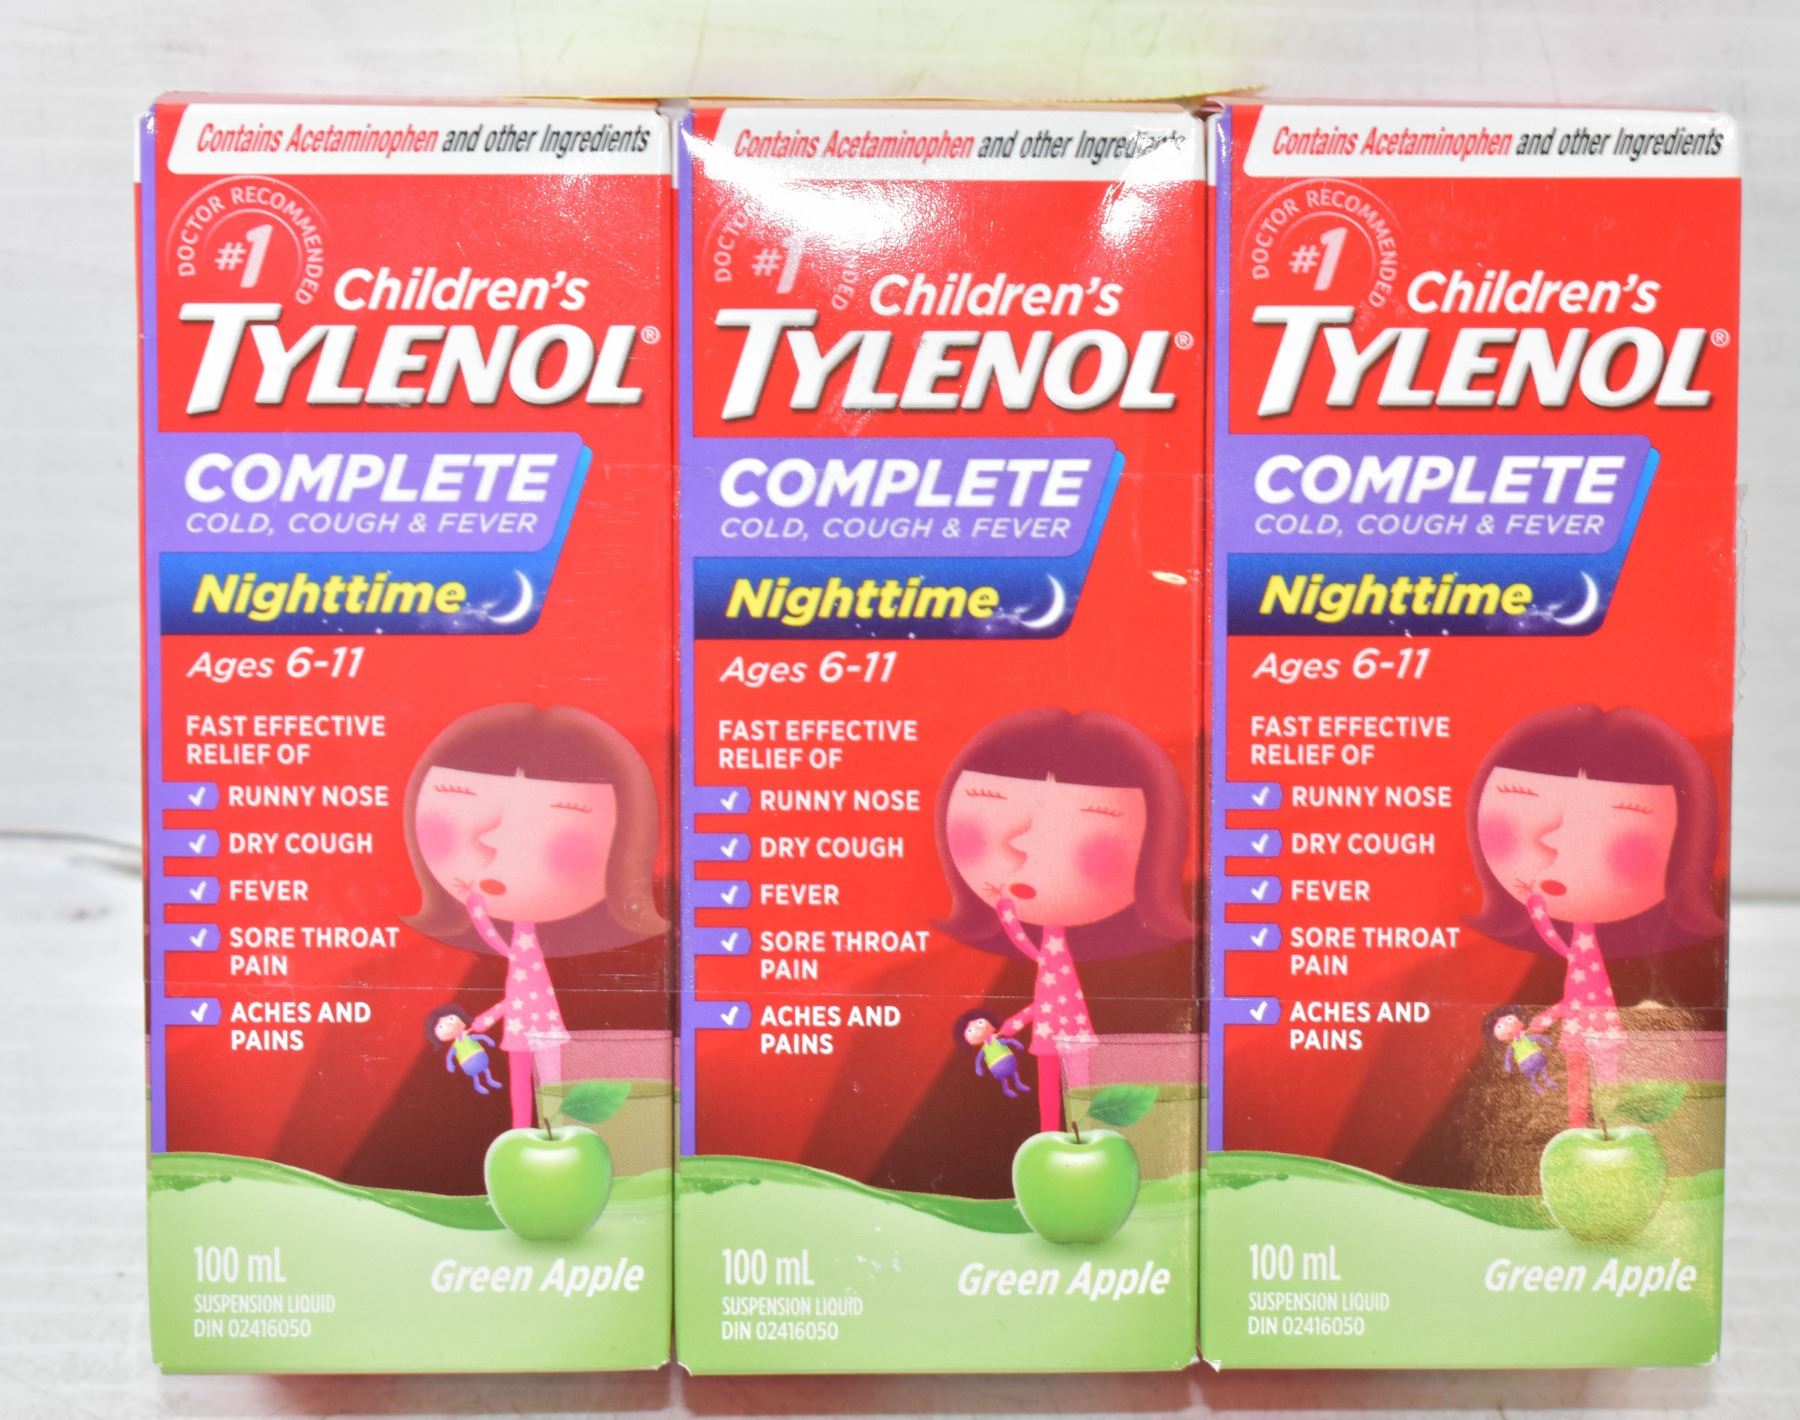 Contains Acetaminophen and other Ingredients
DOCTOR RECOMMENDED
#1
Children's
TYLENOL®
COMPLETE
COLD, COUGH & FEVER
Nighttime
Ages 6-11
FAST EFFECTIVE
RELIEF OF
RUNNY NOSE
DRY COUGH
FEVER
SORE THROAT
PAIN
ACHES AND
PAINS
100 mL
Green Apple
SUSPENSION LIQUID
DIN 02416050
Contains Acetaminophen and other Ingredients
DOCTOR RECOMMENDED
#1
Children's
TYLENOL®
COMPLETE
COLD, COUGH & FEVER
Nighttime
Ages 6-11
FAST EFFECTIVE
RELIEF OF
RUNNY NOSE
DRY COUGH
FEVER
SORE THROAT
PAIN
ACHES AND
PAINS
100 mL
Green Apple
SUSPENSION LIQUID
DIN 02416050
Contains Acetaminophen and other Ingredients
DOCTOR RECOMMENDED
#1
Children's
TYLENOL®
COMPLETE
COLD, COUGH & FEVER
Nighttime
Ages 6-11
FAST EFFECTIVE
RELIEF OF
RUNNY NOSE
DRY COUGH
FEVER
SORE THROAT
PAIN
ACHES AND
PAINS
100 mL
Green Apple
SUSPENSION LIQUID
DIN 02416050